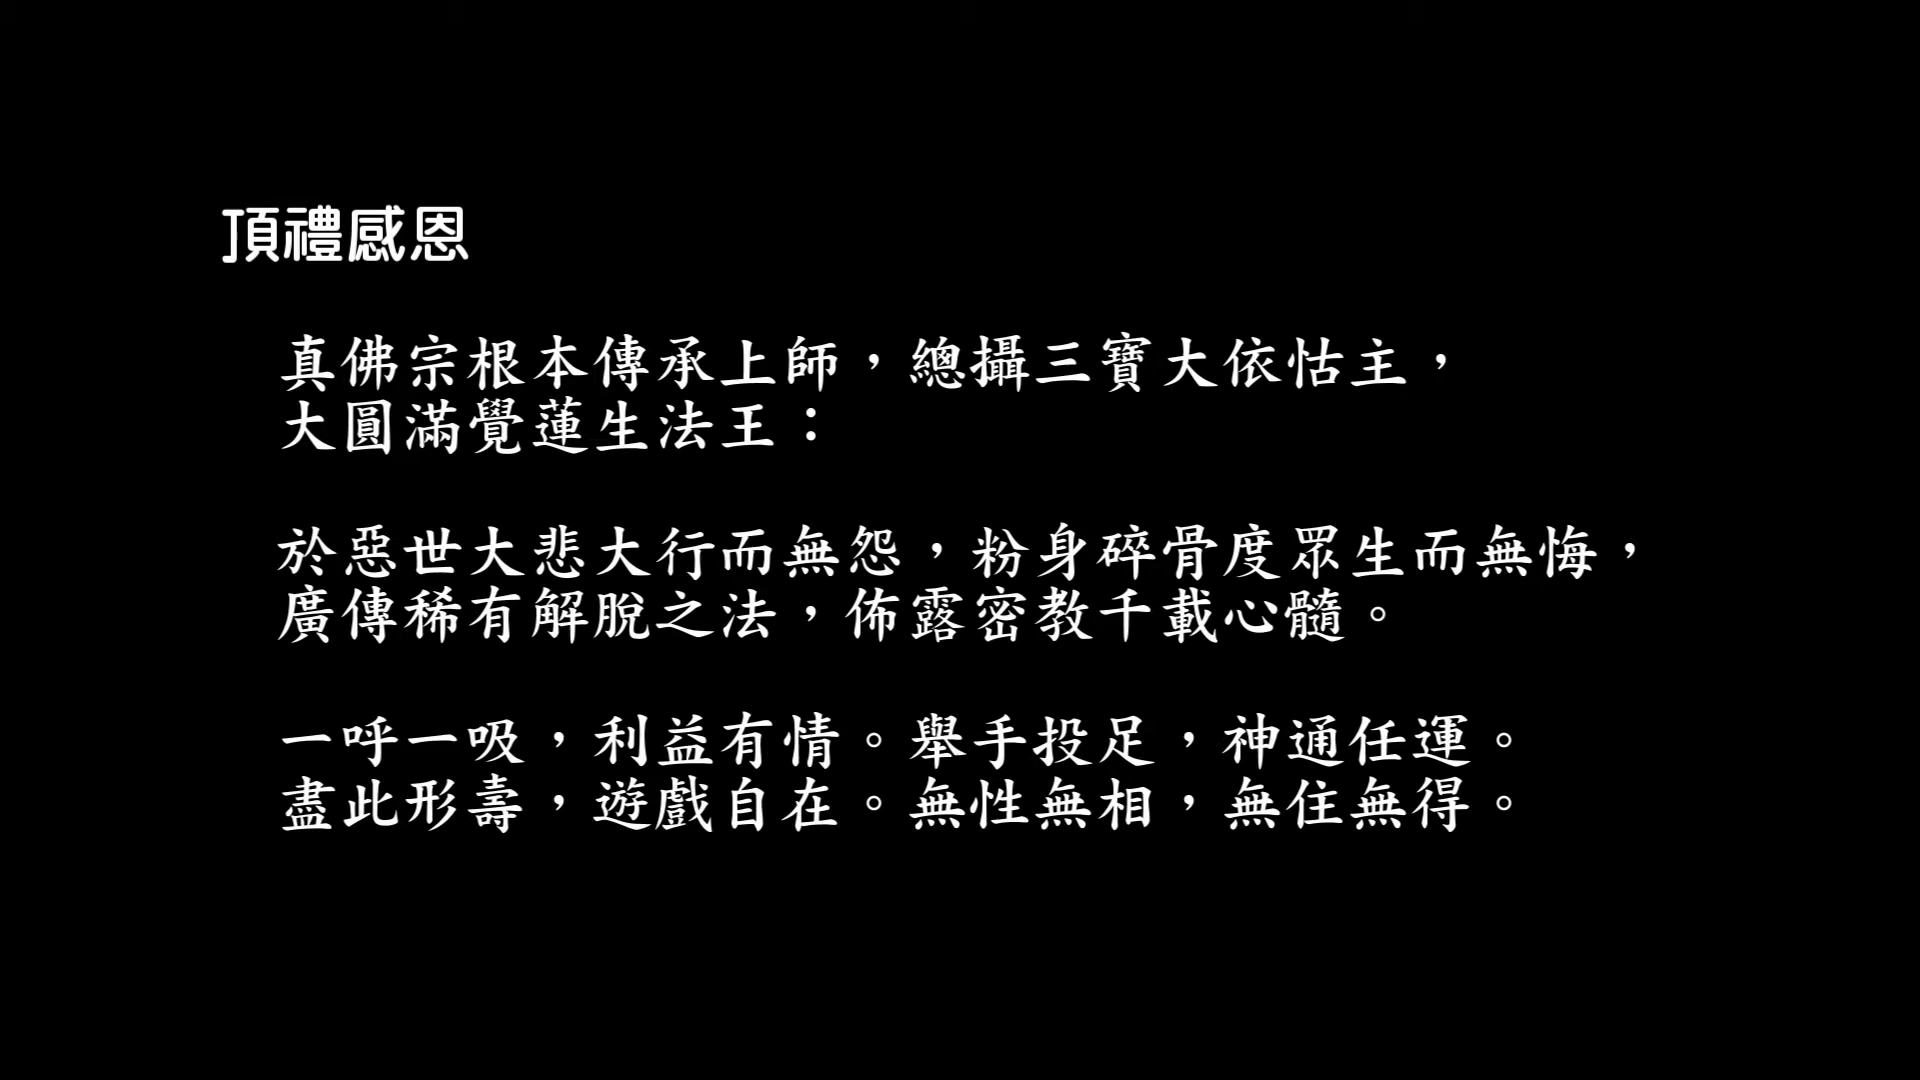 頂禮感恩
真佛宗根本傳承上師，總攝三寶大依怙主，
大圓滿覺蓮生法王：
於惡世大悲大行而無怨，粉身碎骨度眾生而無悔，
廣傳稀有解脫之法，佈露密教千載心髓。
一呼一吸，利益有情。舉手投足，神通任運。
盡此形壽，遊戲自在。無性無相，無住無得。